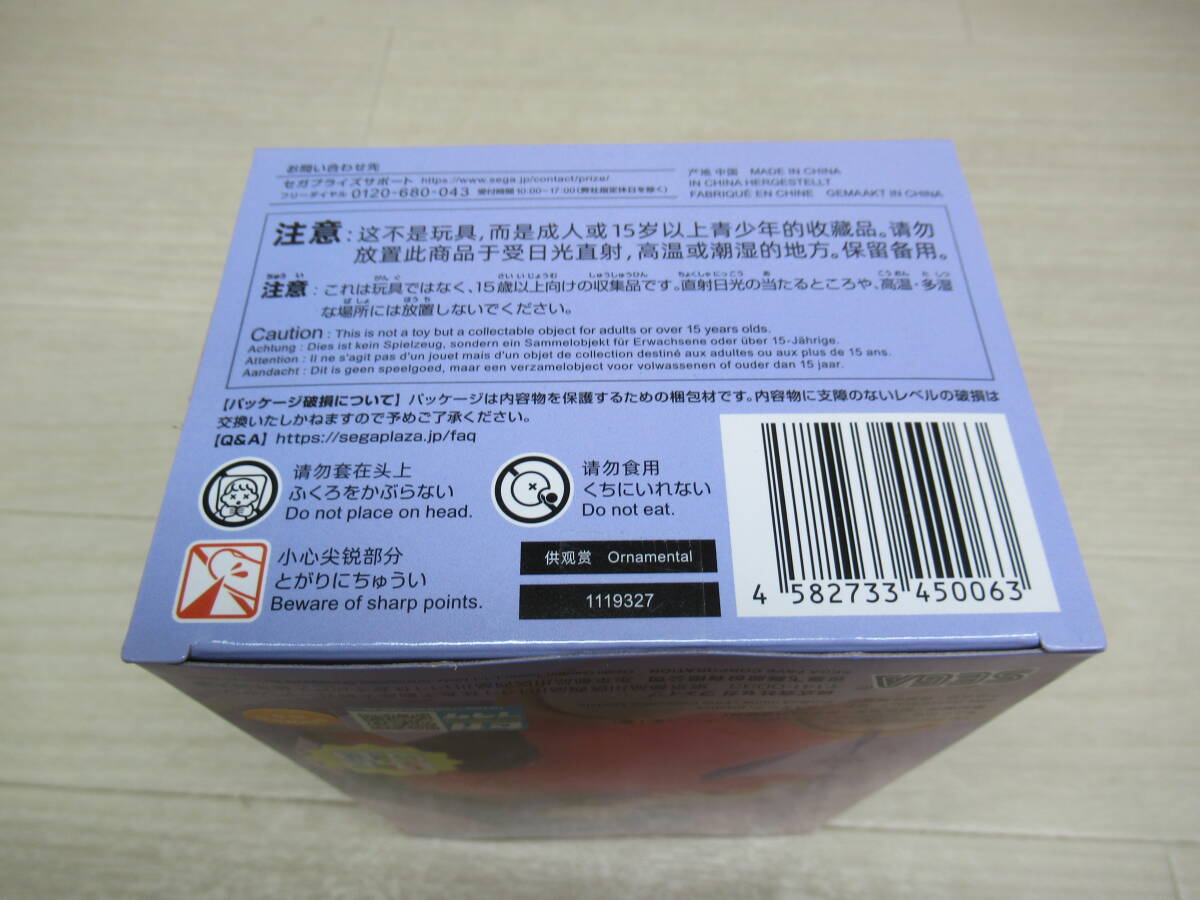 お問い合わせ先
セガプライズサポート https://www.sega.jp/contact/prize/
フリーダイヤル 0120-680-043 受付時間 10:00~17:00(弊社指定休日を除く)
产地 中国 MADE IN CHINA
IN CHINA HERGESTELLT
FABRIQUÉ EN CHINE GEMAAKT IN CHINA
注意：这不是玩具,而是成人或15岁以上青少年的收藏品。请勿
放置此商品于受日光直射,高温或潮湿的地方。保留备用。
注意：これは玩具ではなく、15歳以上向けの収集品です。直射日光の当たるところや、高温・多湿
な場所には放置しないでください。
Caution : This is not a toy but a collectable object for adults or over 15 years olds.
Achtung : Dies ist kein Spielzeug, sondern ein Sammelobjekt für Erwachsene oder über 15-Jährige.
Attention : Il ne s'agit pas d'un jouet mais d'un objet de collection destiné aux adultes ou aux plus de 15 ans.
Aandacht : Dit is geen speelgoed, maar een verzamelobject voor volwassenen of ouder dan 15 jaar.
【パッケージ破損について】パッケージは内容物を保護するための梱包材です。内容物に支障のないレベルの破損は
交換いたしかねますので予めご了承ください。
【Q&A】https://segaplaza.jp/faq
请勿套在头上
ふくろをかぶらない
Do not place on head.
请勿食用
くちにいれない
Do not eat.
小心尖锐部分
とがりにちゅうい
Beware of sharp points.
供观赏 Ornamental
1119327
4 582733 450063
SEGA